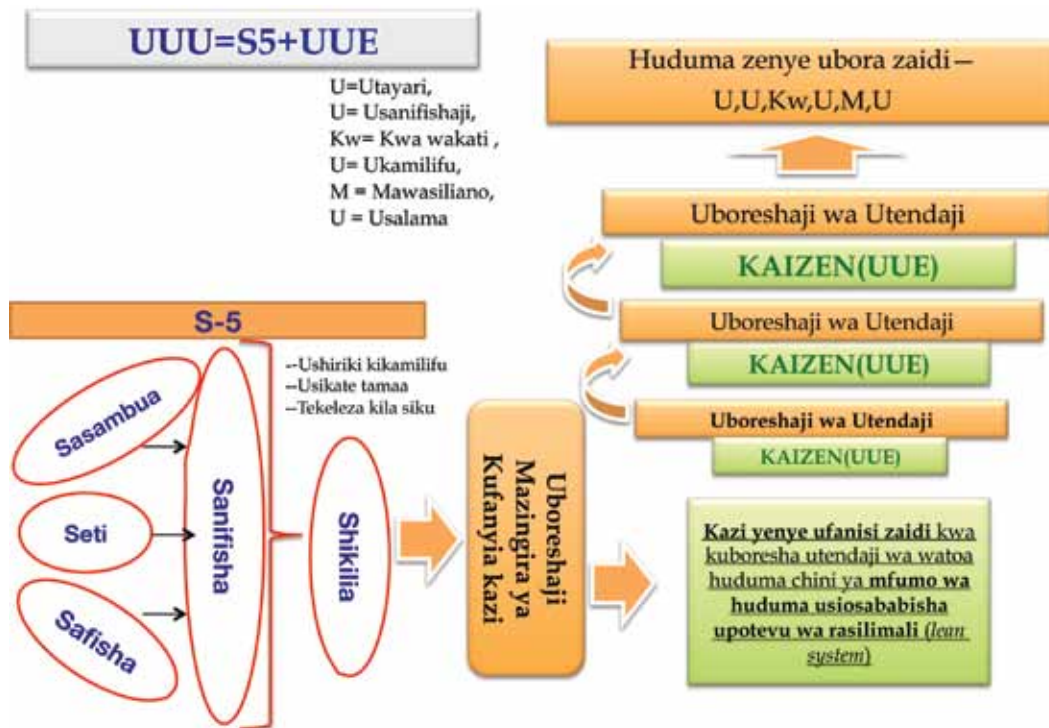 UUU=S5+UUE
U=Utayari,
U= Usanifishaji,
Kw= Kwa wakati ,
U= Ukamilifu,
M = Mawasiliano,
U = Usalama
Huduma zenye ubora zaidi—
U,U,Kw,U,M,U
Uboreshaji wa Utendaji
KAIZEN(UUE)
Uboreshaji wa Utendaji
KAIZEN(UUE)
Uboreshaji wa Utendaji
KAIZEN(UUE)
S-5
--Ushiriki kikamilifu
--Usikate tamaa
--Tekeleza kila siku
Sasambua
Seti
Safisha
Sanifisha
Shikilia
Uboreshaji
Mazingira ya
Kufanyia kazi
Kazi yenye ufanisi zaidi kwa
kuboresha utendaji wa watoa
huduma chini ya mfumo wa
huduma usiosababisha
upotevu wa rasilimali (lean
system)